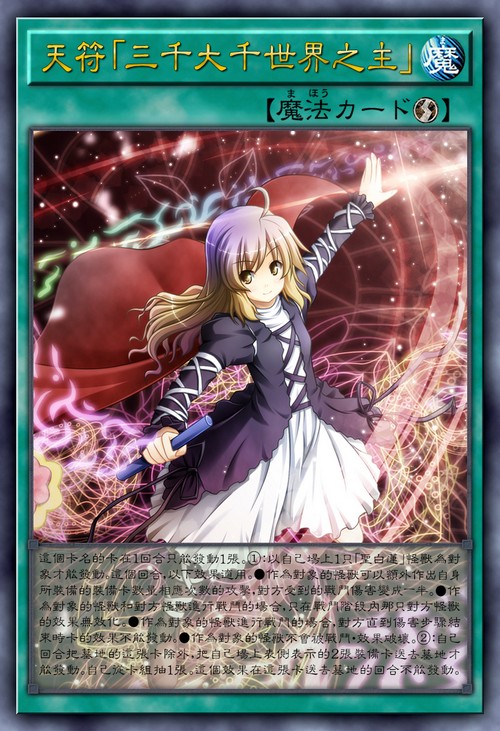 天符「三千大千世界之主」
魔
まほう
【魔法カード】
這個卡名的卡在1回合只能發動1張。①:以自己場上1只「聖白蓮」怪獸為對
象才能發動。這個回合,以下效果適用。●作為對象的怪獸可以額外作出自身
所裝備的裝備卡數量相應次數的攻擊,對方受到的戰鬥傷害變成一半。●作
為對象的怪獸和對方怪獸進行戰鬥的場合,只在戰鬥階段內那只對方怪獸
的效果無效化。●作為對象的怪獸進行戰鬥的場合,對方直到傷害步驟結
束時卡的效果不能發動。●作為對象的怪獸不會被戰鬥·效果破壞。②:自己
回合把墓地的這張卡除外,把自己場上表側表示的2張裝備卡送去墓地才
能發動。自己從卡組抽1張。這個效果在這張卡送去墓地的回合不能發動。